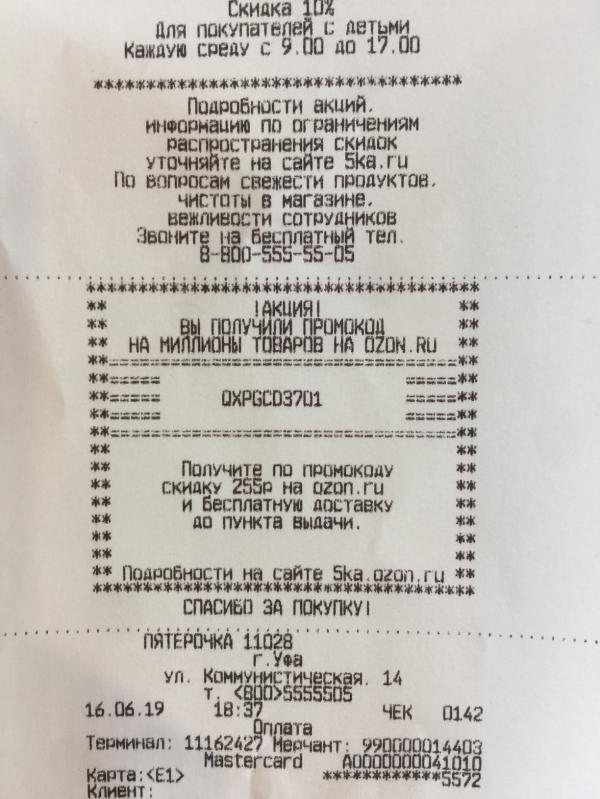 Скидка 10%
Для покупателей с детьми
Каждую среду с 9.00 до 17.00
****************************************
Подробности акций,
информацию по ограничениям
распространения скидок
уточняйте на сайте 5ka.ru
По вопросам свежести продуктов,
чистоты в магазине,
вежливости сотрудников
Звоните на бесплатный тел.
8-800-555-55-05
******************************************
** !АКЦИЯ! **
** ВЫ ПОЛУЧИЛИ ПРОМОКОД **
** НА МИЛЛИОНЫ ТОВАРОВ НА OZON.RU **
**======================================**
**===== =====**
** QXPGCD3701 =====**
**===== =====**
**======================================**
** **
** Получите по промокоду **
** скидку 255р на ozon.ru **
** и бесплатную доставку **
** до пункта выдачи. **
** **
** **
** Подробности на сайте 5ka.ozon.ru **
******************************************
СПАСИБО ЗА ПОКУПКУ!
ПЯТЕРОЧКА 11028
г.Уфа
ул. Коммунистическая, 14
т. <800>5555505
16.06.19 18:37 ЧЕК 0142
Оплата
Терминал: 11162427 Мерчант: 990000014403
Mastercard A0000000041010
Карта:<E1> ************5572
Клиент: